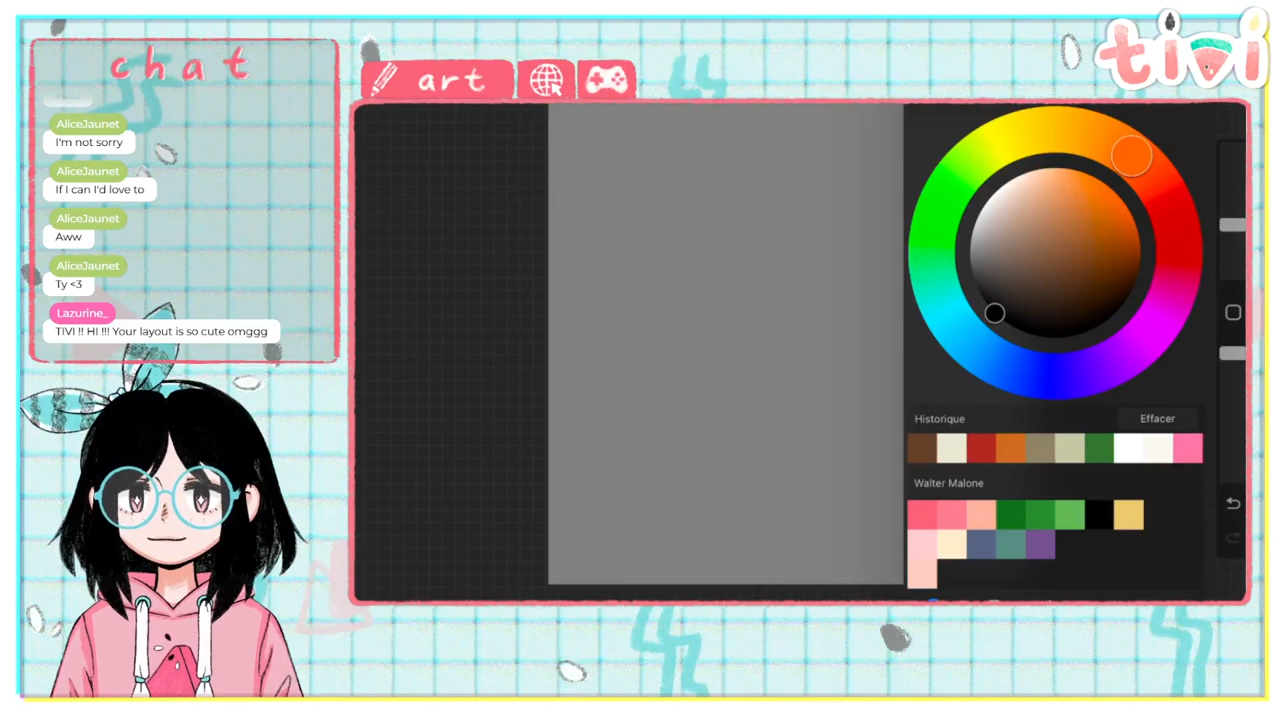 chat
tivi
art
AliceJaunet
I'm not sorry
AliceJaunet
If I can I'd love to
AliceJaunet
Aww
AliceJaunet
Ty <3
Lazurine_
TIVI !! HI !!! Your layout is so cute omggg
Historique
Effacer
Walter Malone